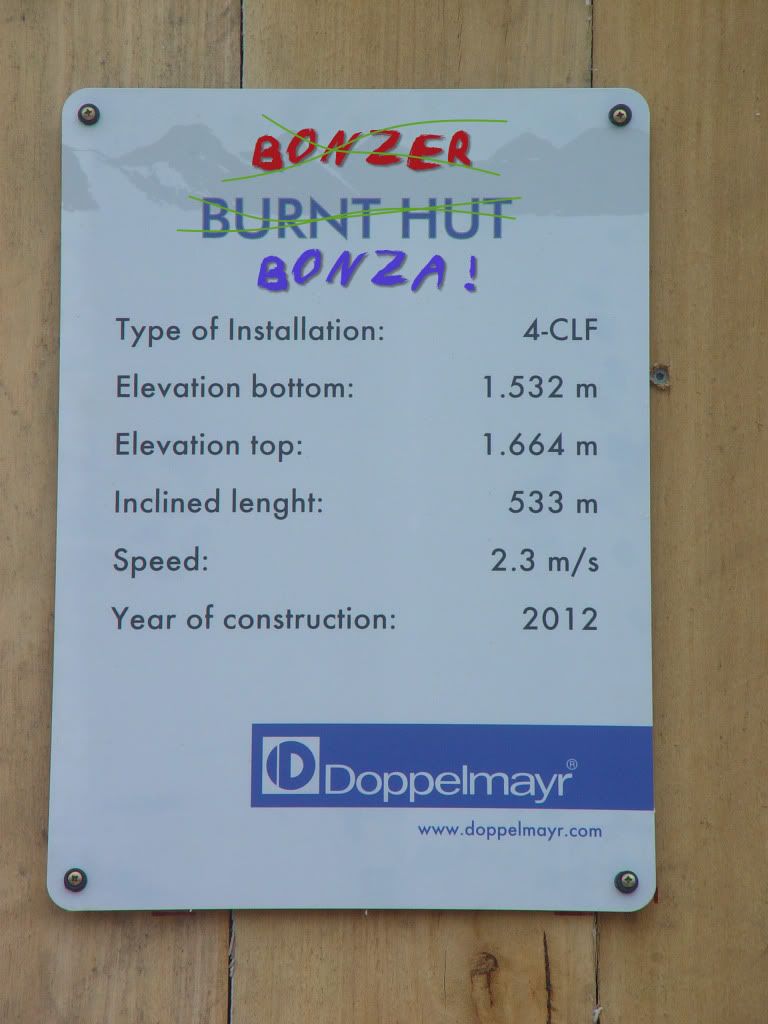 BONZER
BURNT HUT
BONZA!
Type of Installation: 4-CLF
Elevation bottom: 1.532 m
Elevation top: 1.664 m
Inclined lenght: 533 m
Speed: 2.3 m/s
Year of construction: 2012
Doppelmayr®
www.doppelmayr.com